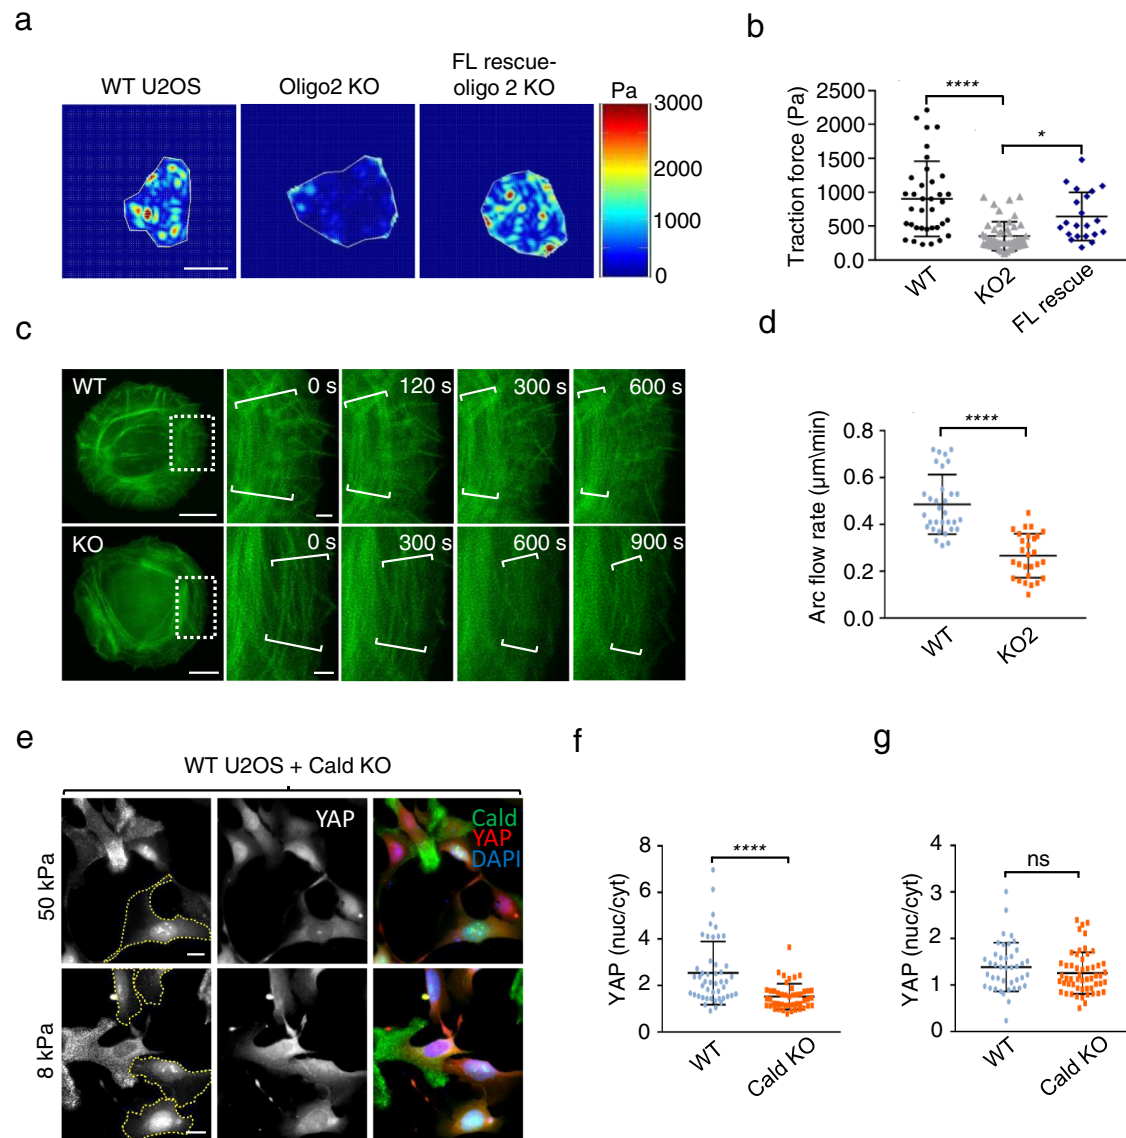 a
WT U2OS
Oligo2 KO
FL rescue-
oligo 2 KO
Pa
3000
2000
1000
0
b
Traction force (Pa)
2500
2000
1500
1000
500
0.0
****
*
WT
KO2
FL rescue
c
WT
0 s
120 s
300 s
600 s
KO
0s
300 s
600 s
900 s
d
Arc flow rate (µm\min)
0.8
0.6
0.4
0.2
0.0
****
WT
KO2
e
WT U2OS + Cald KO
50 kPa
YAP
Cald
YAP
DAPI
8 kPa
f
YAP (nuc/cyt)
8
6
4
2
0
****
WT
Cald KO
g
YAP (nuc/cyt)
4
3
2
1
0
ns
WT
Cald KO